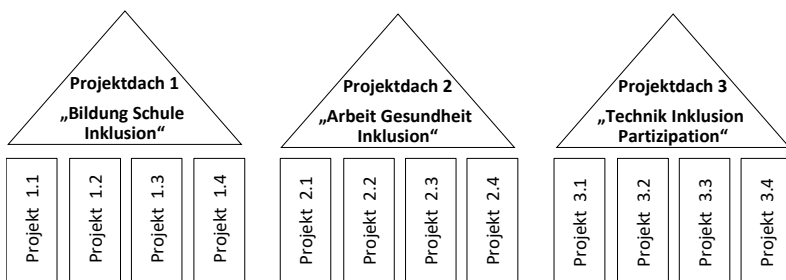 Projektdach 1
„Bildung Schule
Inklusion“
Projekt 1.1
Projekt 1.2
Projekt 1.3
Projekt 1.4
Projektdach 2
„Arbeit Gesundheit
Inklusion“
Projekt 2.1
Projekt 2.2
Projekt 2.3
Projekt 2.4
Projektdach 3
„Technik Inklusion
Partizipation“
Projekt 3.1
Projekt 3.2
Projekt 3.3
Projekt 3.4